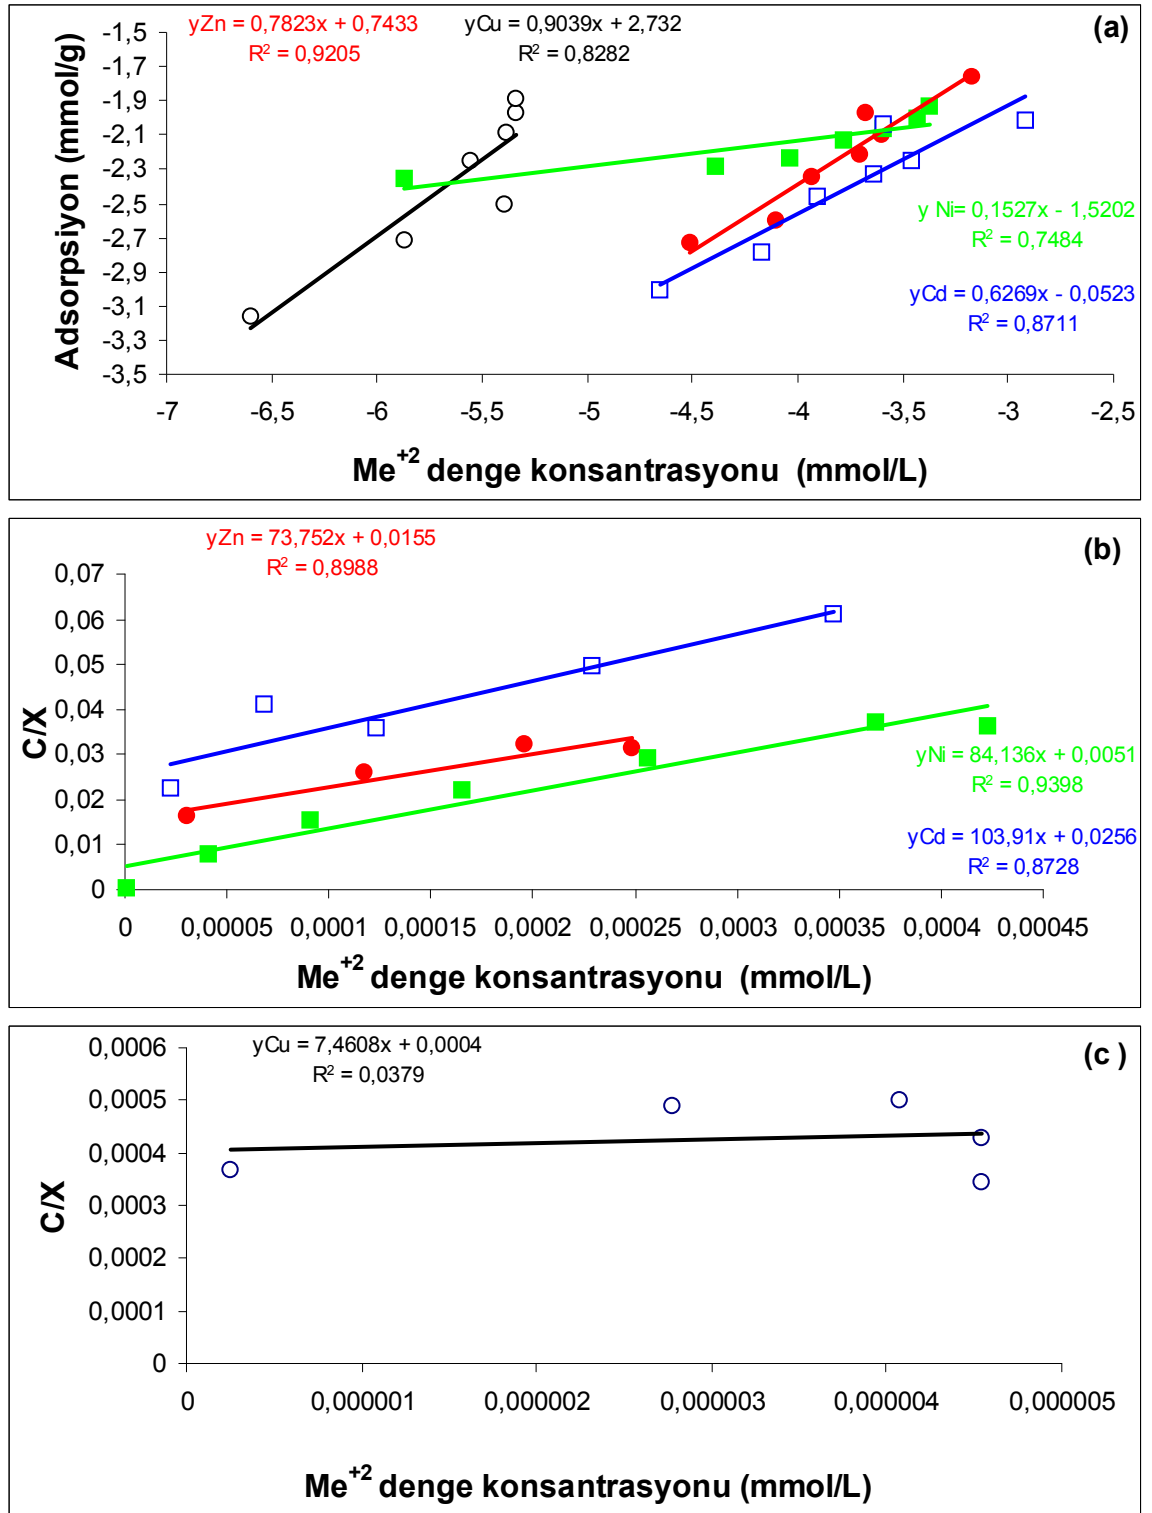 yZn = 0,7823x + 0,7433 yCu = 0,9039x + 2,732 (a)
R² = 0,9205 R² = 0,8282
-1,5
-1,7
-1,9
-2,1
-2,3
-2,5
-2,7
-2,9
-3,1
-3,3
-3,5
Adsorpsiyon (mmol/g)
y Ni= 0,1527x - 1,5202
R² = 0,7484
yCd = 0,6269x - 0,0523
R² = 0,8711
-7 -6,5 -6 -5,5 -5 -4,5 -4 -3,5 -3 -2,5
Me⁺² denge konsantrasyonu (mmol/L)
yZn = 73,752x + 0,0155 (b)
R² = 0,8988
0,07
0,06
0,05
0,04
0,03
0,02
0,01
0
C/X
yNi = 84,136x + 0,0051
R² = 0,9398
yCd = 103,91x + 0,0256
R² = 0,8728
0 0,00005 0,0001 0,00015 0,0002 0,00025 0,0003 0,00035 0,0004 0,00045
Me⁺² denge konsantrasyonu (mmol/L)
yCu = 7,4608x + 0,0004 (c )
R² = 0,0379
0,0006
0,0005
0,0004
0,0003
0,0002
0,0001
0
C/X
0 0,000001 0,000002 0,000003 0,000004 0,000005
Me⁺² denge konsantrasyonu (mmol/L)